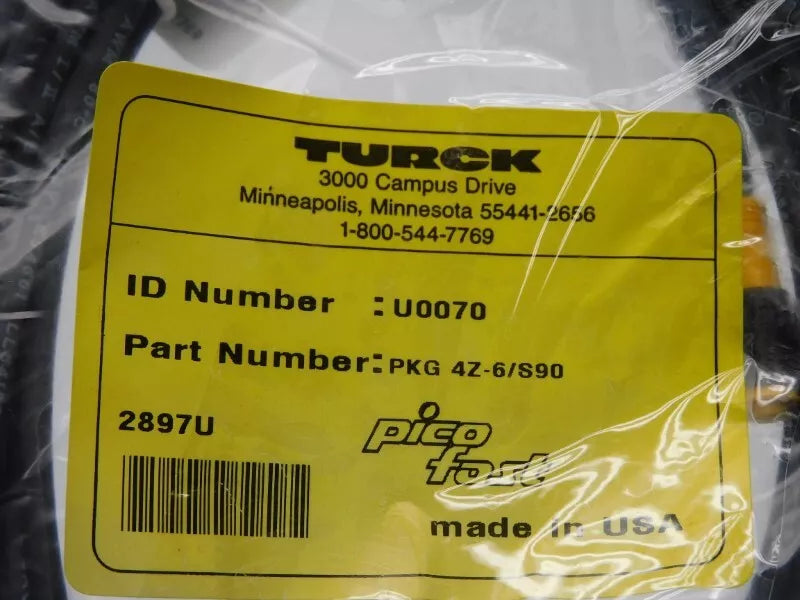 TURCK
3000 Campus Drive
Minneapolis, Minnesota 55441-2656
1-800-544-7769
ID Number : U0070
Part Number: PKG 4Z-6/S90
2897U
pico
fast
made in USA